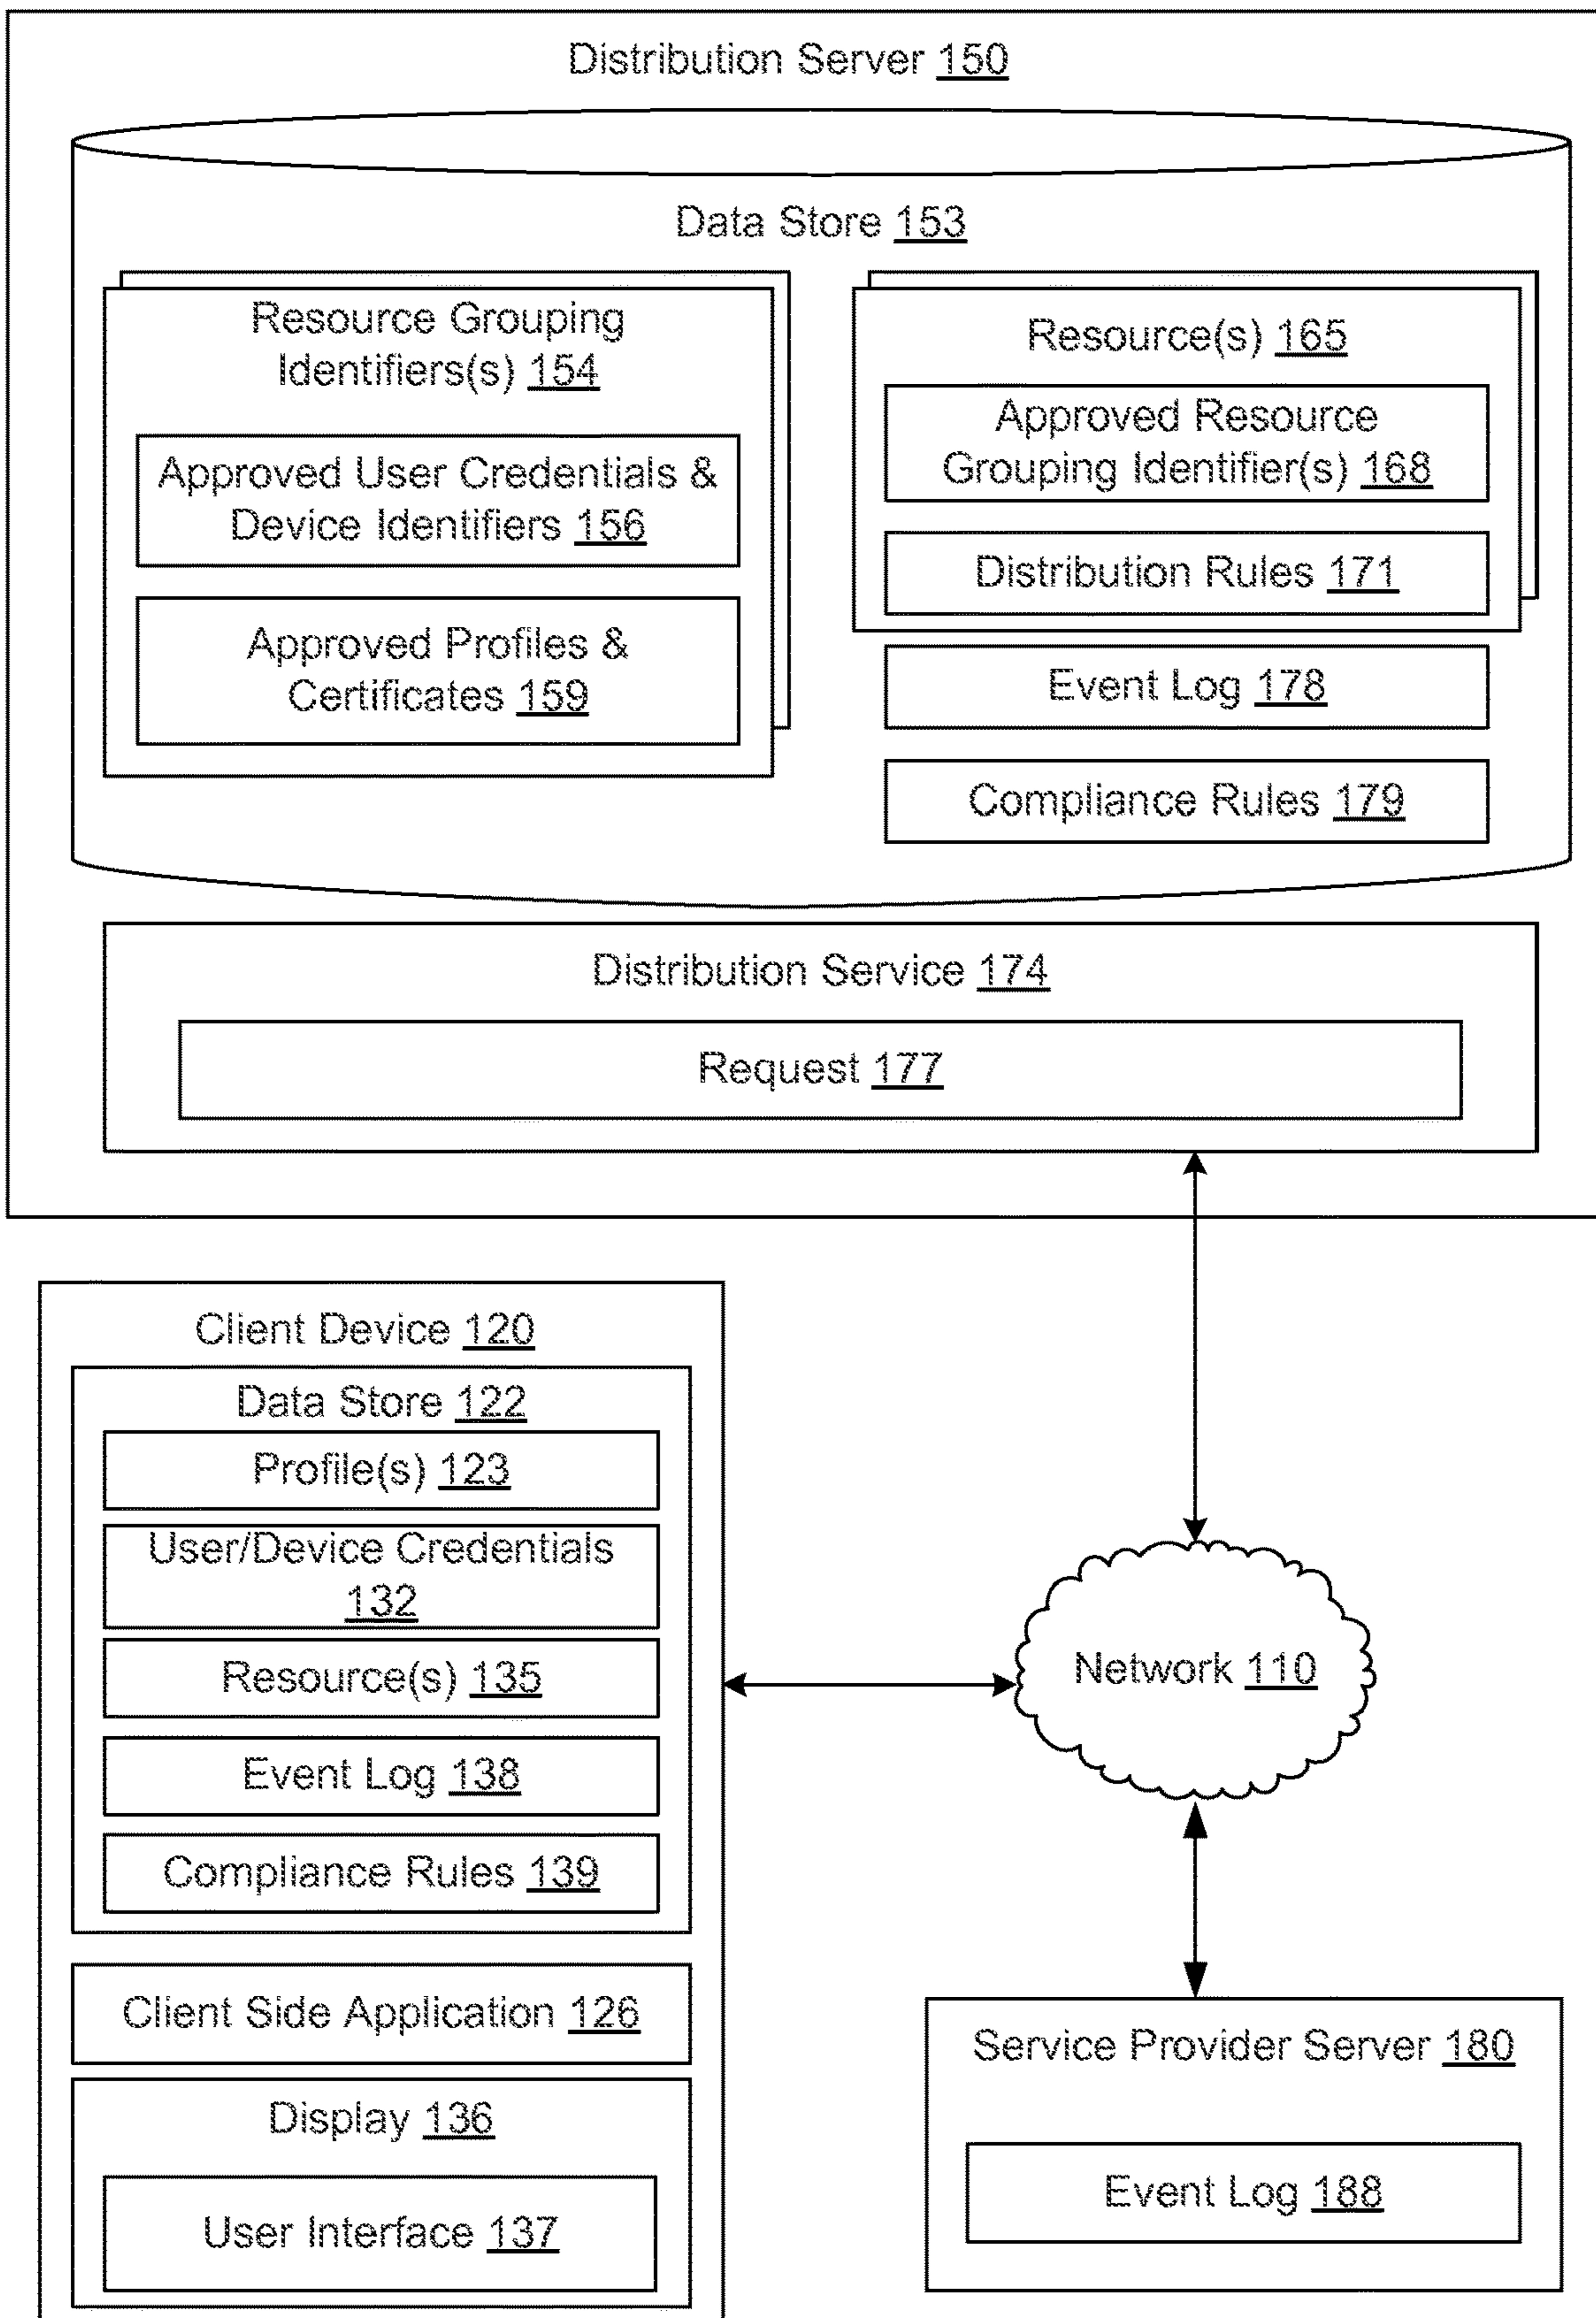 Distribution Server 150
Data Store 153
Resource Grouping
Identifiers(s) 154
Approved User Credentials &
Device Identifiers 156
Approved Profiles &
Certificates 159
Resource(s) 165
Approved Resource
Grouping Identifier(s) 168
Distribution Rules 171
Event Log 178
Compliance Rules 179
Distribution Service 174
Request 177
Client Device 120
Data Store 122
Profile(s) 123
User/Device Credentials
132
Resource(s) 135
Event Log 138
Compliance Rules 139
Client Side Application 126
Display 136
User Interface 137
Network 110
Service Provider Server 180
Event Log 188